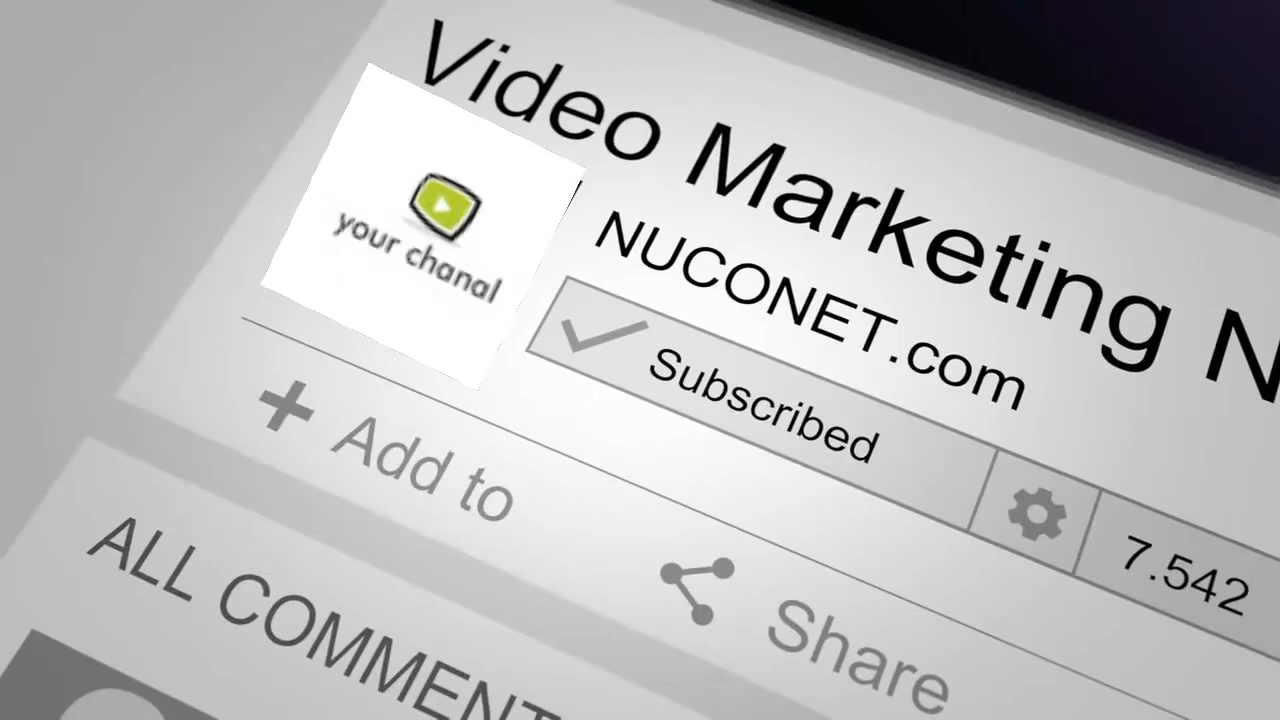 Video Marketing N
your chanal
NUCONET.com
Subscribed
7.542
Add to
Share
ALL COMMENT